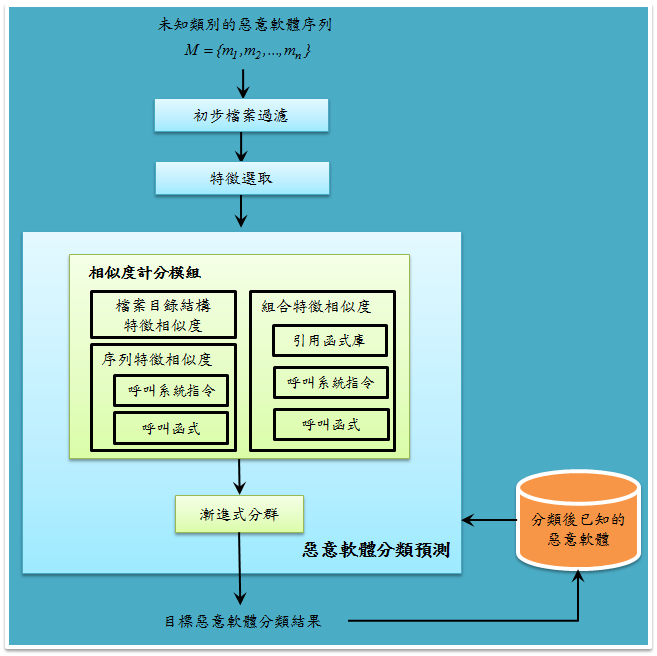 未知類別的惡意軟體序列
M = {m1,m2,...,mn}
初步檔案過濾
特徵選取
相似度計分模組
檔案目錄結構
特徵相似度
序列特徵相似度
呼叫系統指令
呼叫函式
組合特徵相似度
引用函式庫
呼叫系統指令
呼叫函式
漸進式分群
惡意軟體分類預測
分類後已知的
惡意軟體
目標惡意軟體分類結果